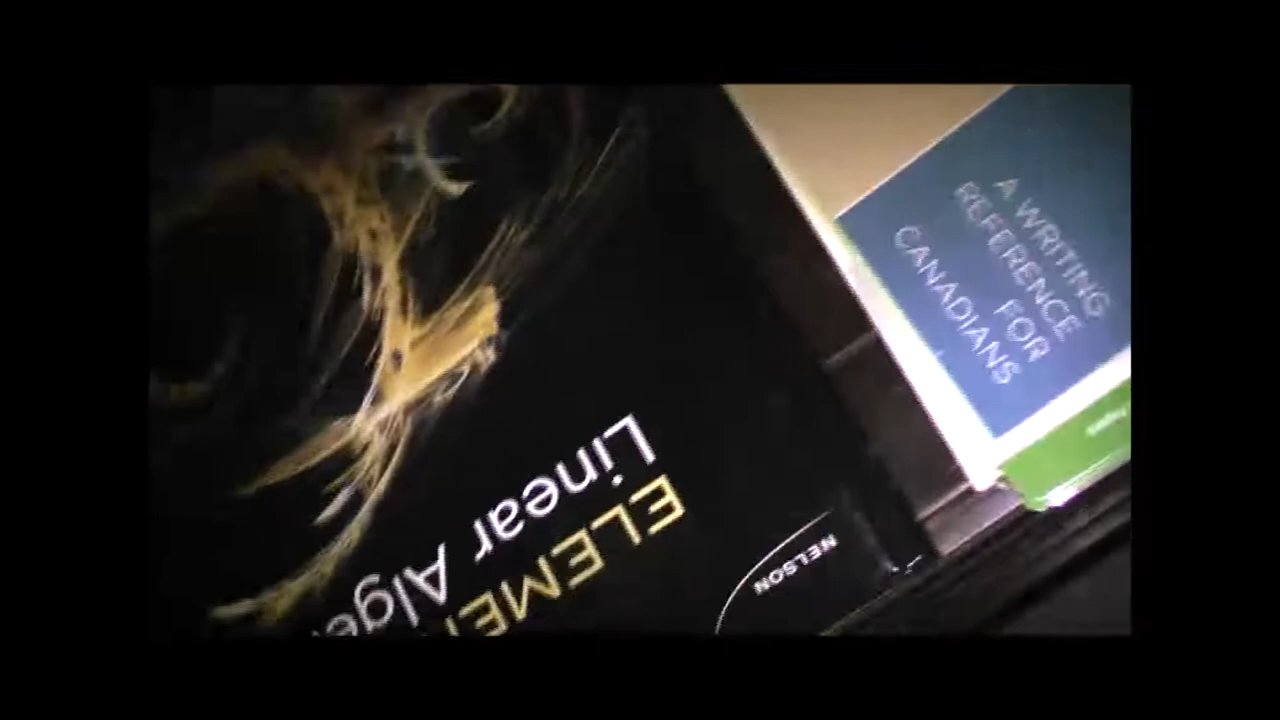 A WRITING
REFERENCE
FOR
CANADIANS
NELSON
ELEME
Linear Alge